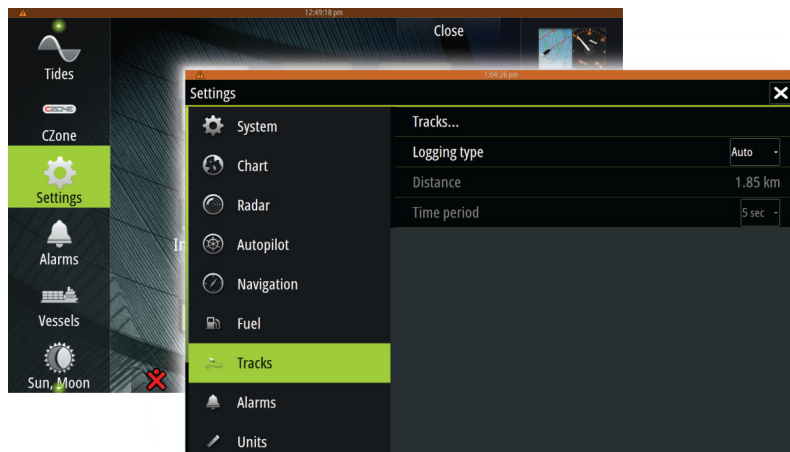 12:49:18 pm
Close
Tides
CZONE
CZone
Settings
Alarms
Vessels
Sun, Moon
1:04:26 pm
Settings
System
Chart
Radar
Autopilot
Navigation
Fuel
Tracks
Alarms
Units
Tracks...
Logging type Auto
Distance 1.85 km
Time period 5 sec